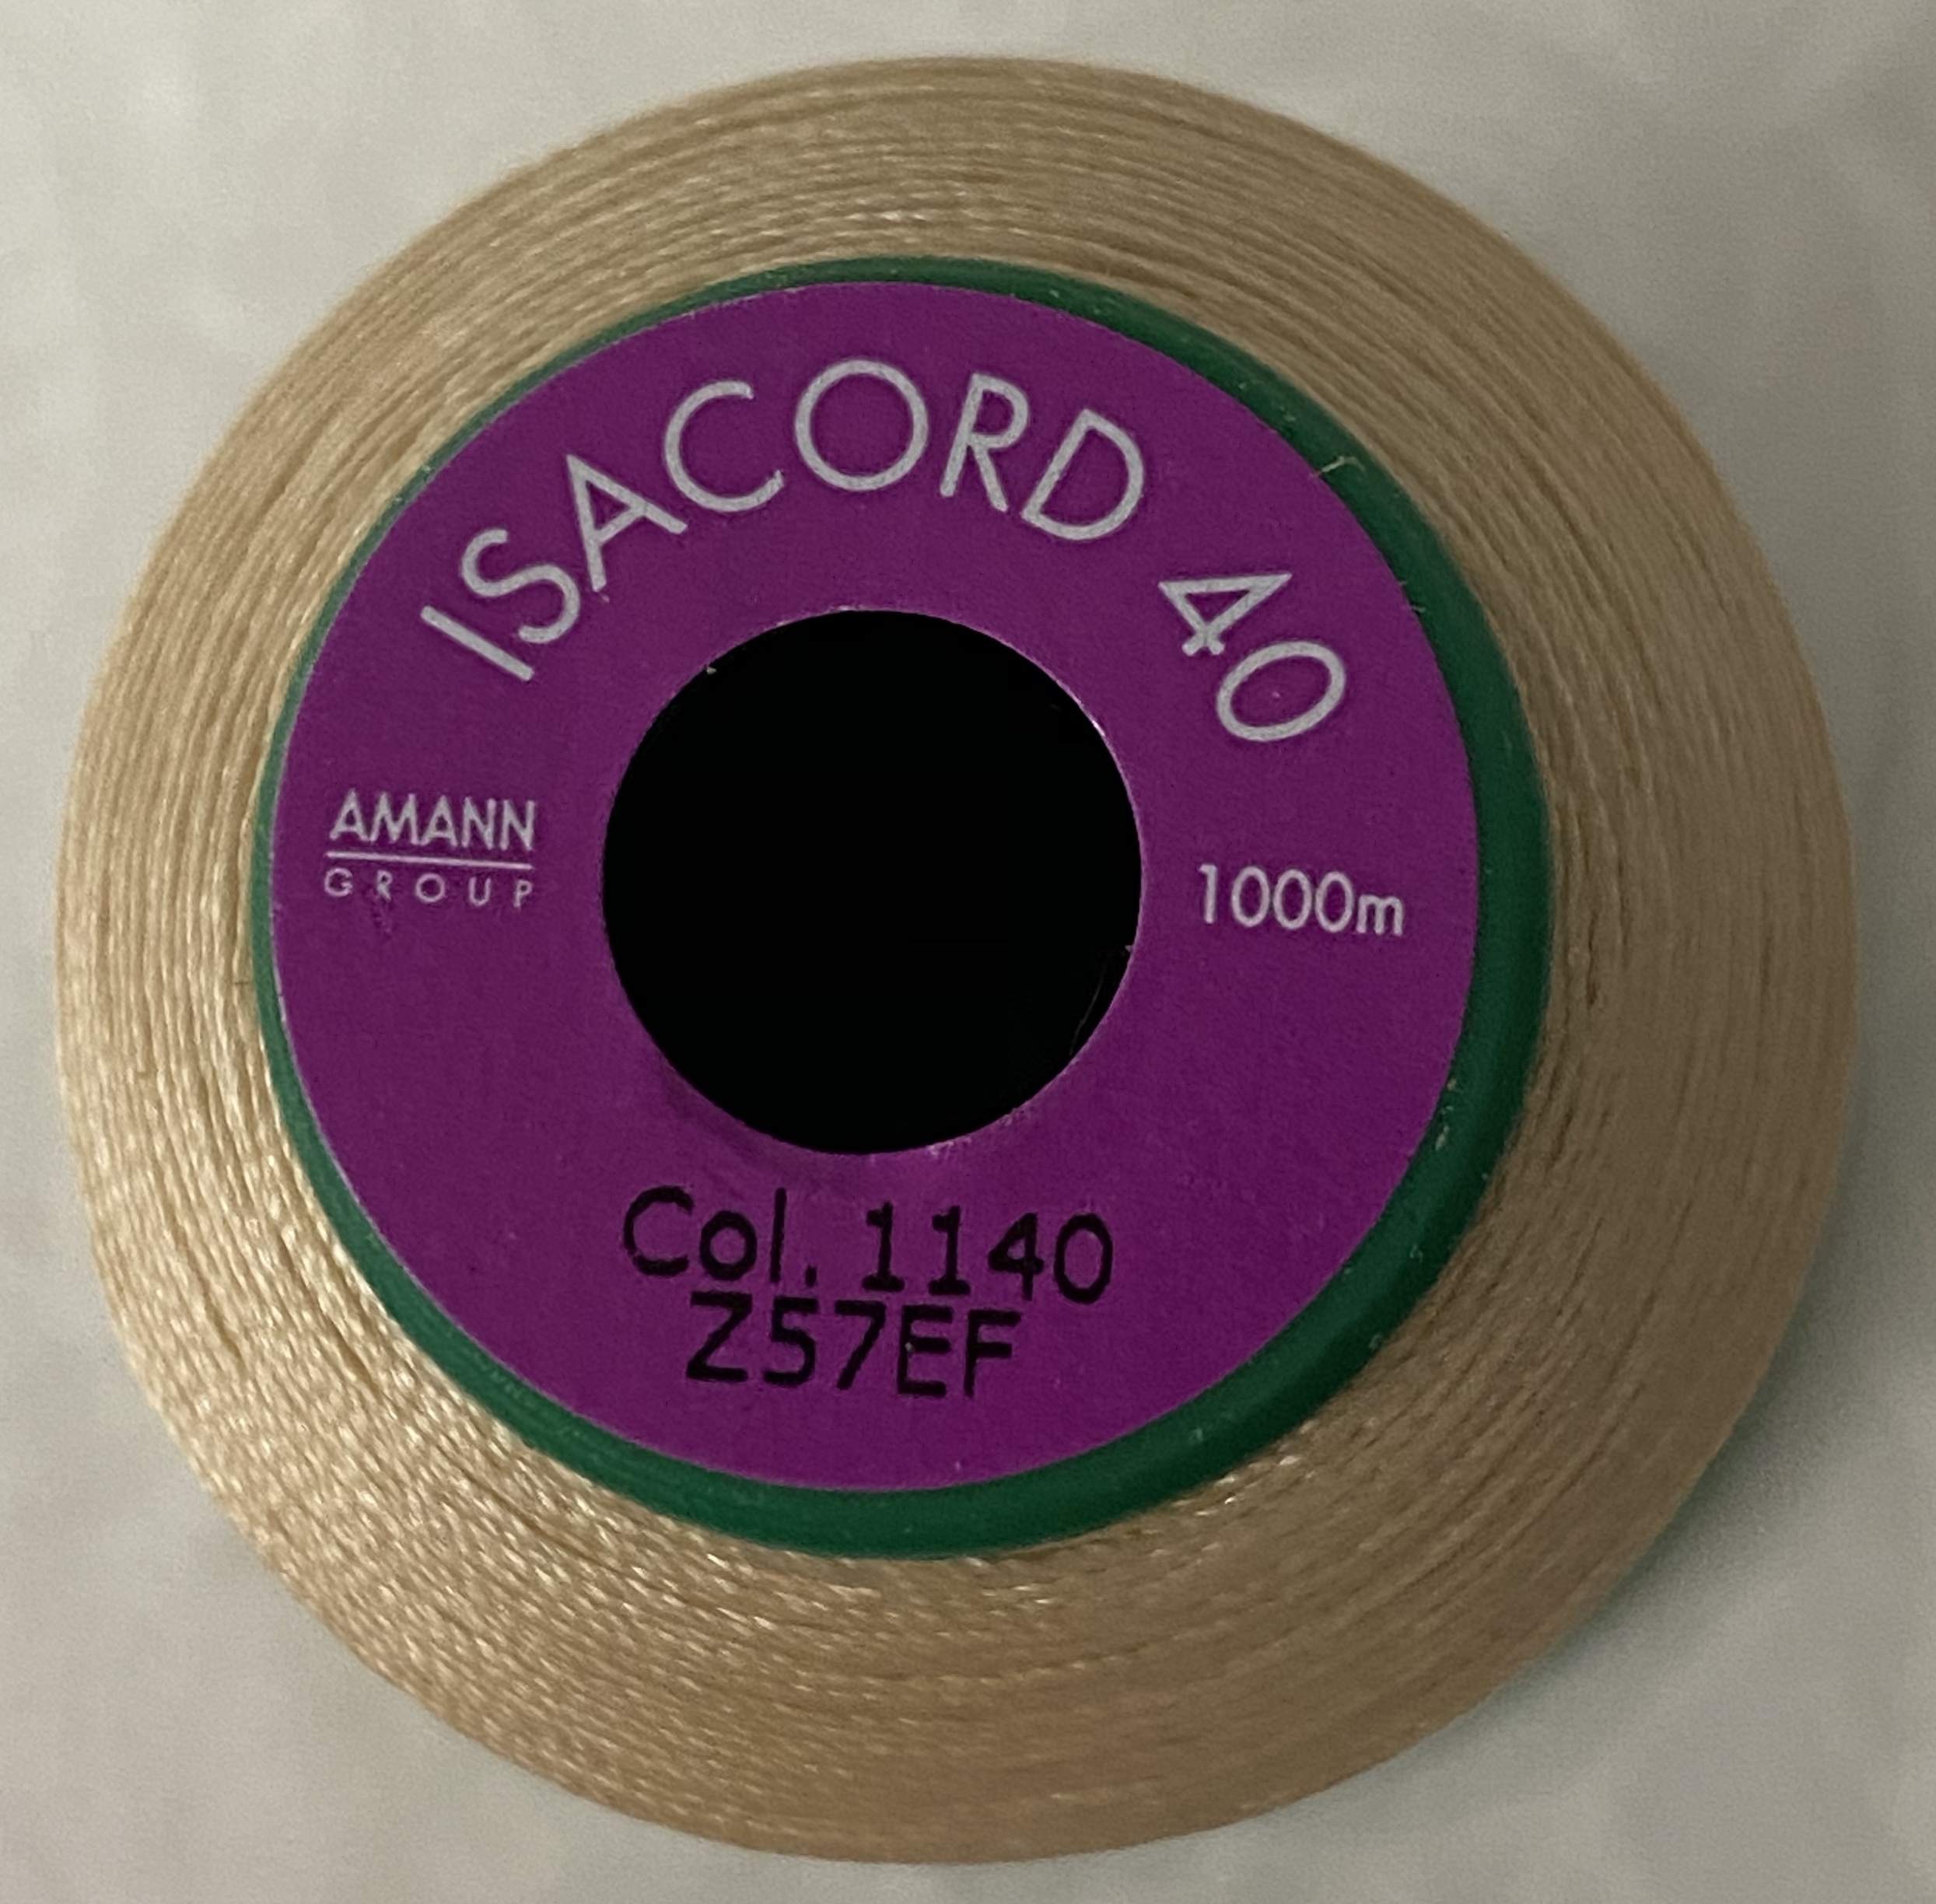 ISACORD 40
AMANN
GROUP
1000m
Col. 1140
Z57EF